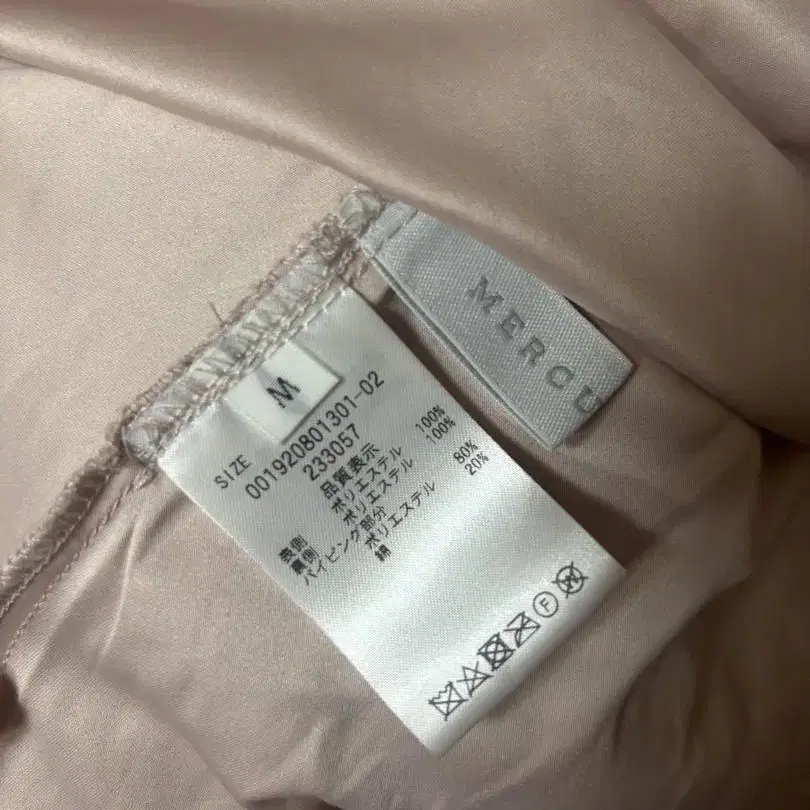 MERCU
M
SIZE
001920801301-02
233057
品質表示
表側 ポリエステル 100%
裏側 ポリエステル 100%
パイピング部分
ポリエステル 80%
綿 20%
F
W